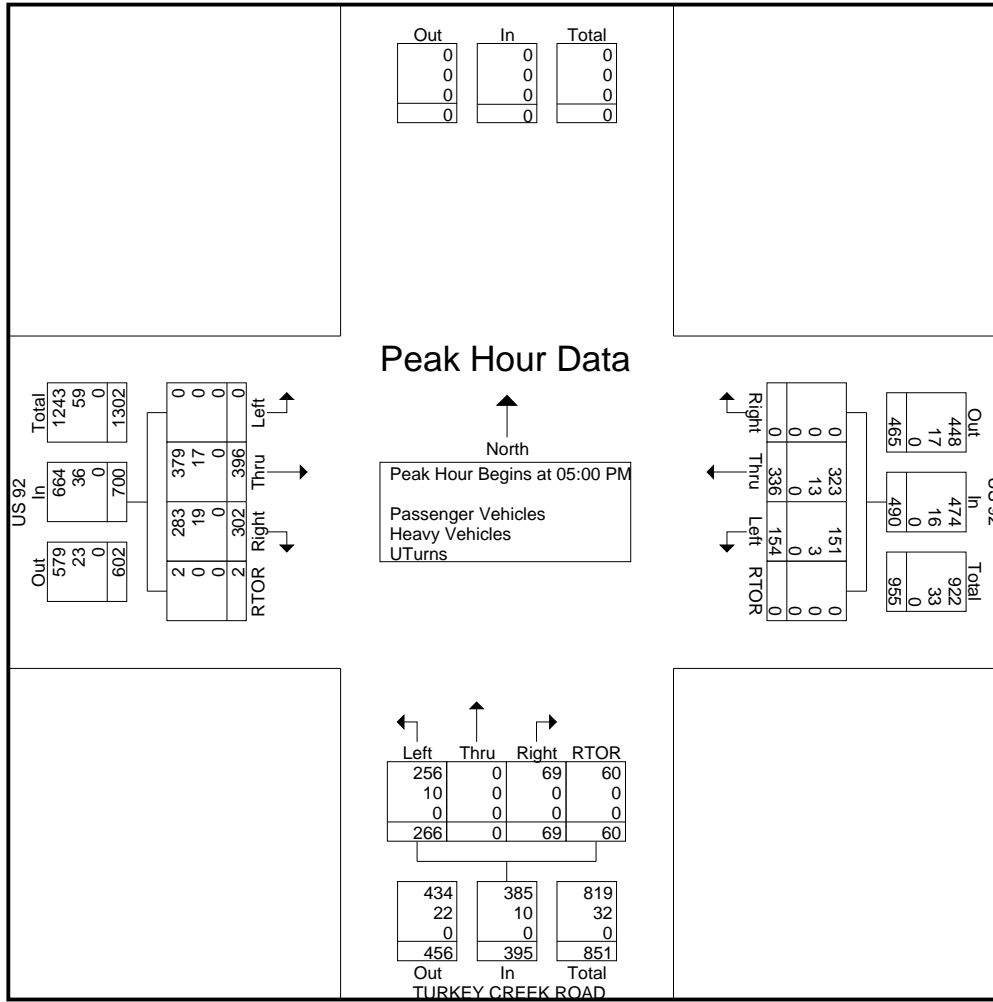 Out In Total
0 0 0
0 0 0
0 0 0
0 0 0
Peak Hour Data
North
Peak Hour Begins at 05:00 PM
Passenger Vehicles
Heavy Vehicles
UTurns
US 92
Out In Total
579 664 1243
23 36 59
0 0 0
602 700 1302
RTOR Right Thru Left
2 283 379 0
0 19 17 0
0 0 0 0
2 302 396 0
US 92
Out In Total
448 474 922
17 16 33
0 0 0
465 490 955
Right Thru Left RTOR
0 323 151 0
0 13 3 0
0 0 0 0
0 336 154 0
Left Thru Right RTOR
256 0 69 60
10 0 0 0
0 0 0 0
266 0 69 60
434 385 819
22 10 32
0 0 0
456 395 851
Out In Total
TURKEY CREEK ROAD